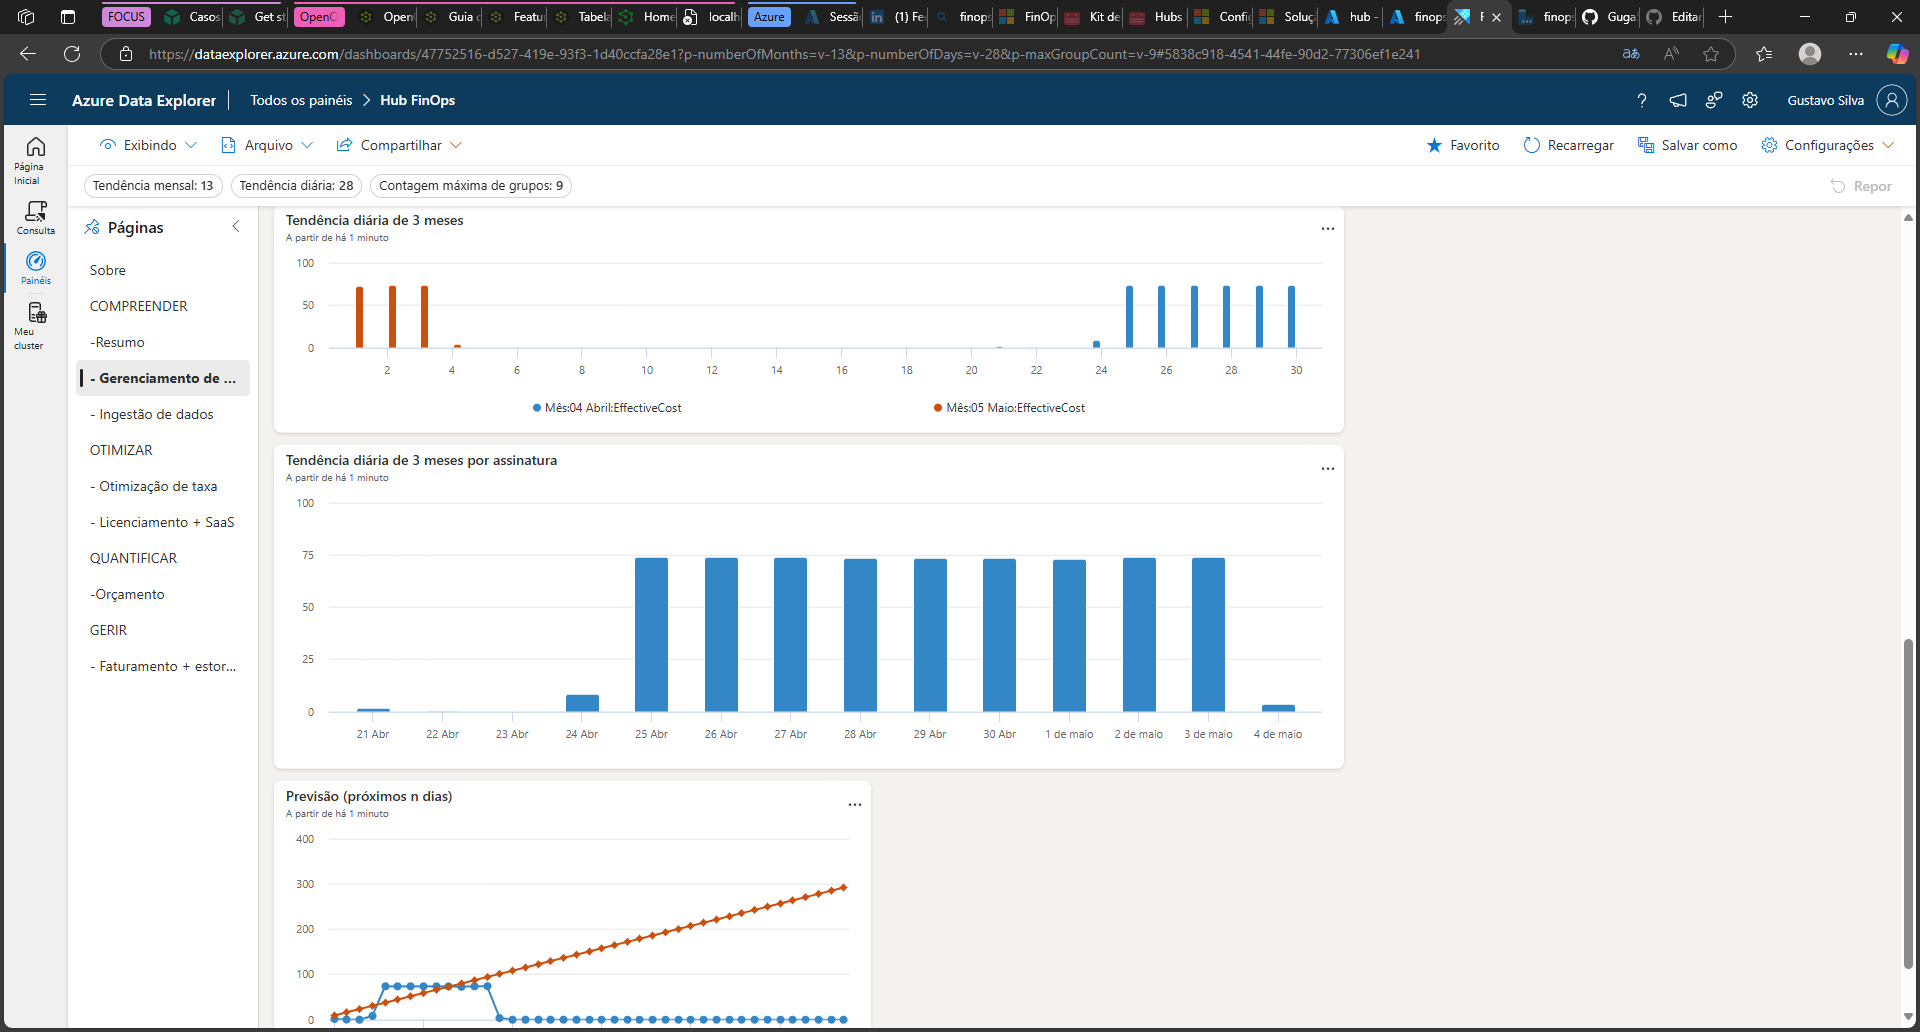 FOCUS
Casos
Get st
OpenC
Open
Guia c
Featur
Tabela
Home
localh
Azure
Sessã
(1) Fe
finops
FinOp
Kit de
Hubs
Config
Soluç
hub -
finops
finop
Guga
Editar
https://dataexplorer.azure.com/dashboards/47752516-d527-419e-93f3-1d40ccfa28e1?p-numberOfMonths=v-13&p-numberOfDays=v-28&p-maxGroupCount=v-9#5838c918-4541-44fe-90d2-77306ef1e241
Azure Data Explorer
Todos os painéis > Hub FinOps
Gustavo Silva
Exibindo
Arquivo
Compartilhar
Favorito
Recarregar
Salvar como
Configurações
Tendência mensal: 13
Tendência diária: 28
Contagem máxima de grupos: 9
Repor
Página
Inicial
Consulta
Painéis
Meu
cluster
Páginas
Sobre
COMPREENDER
-Resumo
- Gerenciamento de ...
- Ingestão de dados
OTIMIZAR
- Otimização de taxa
- Licenciamento + SaaS
QUANTIFICAR
-Orçamento
GERIR
- Faturamento + estor...
Tendência diária de 3 meses
A partir de há 1 minuto
100
50
0
2 4 6 8 10 12 14 16 18 20 22 24 26 28 30
Mês:04 Abril:EffectiveCost
Mês:05 Maio:EffectiveCost
Tendência diária de 3 meses por assinatura
A partir de há 1 minuto
100
75
50
25
0
21 Abr 22 Abr 23 Abr 24 Abr 25 Abr 26 Abr 27 Abr 28 Abr 29 Abr 30 Abr 1 de maio 2 de maio 3 de maio 4 de maio
Previsão (próximos n dias)
A partir de há 1 minuto
400
300
200
100
0